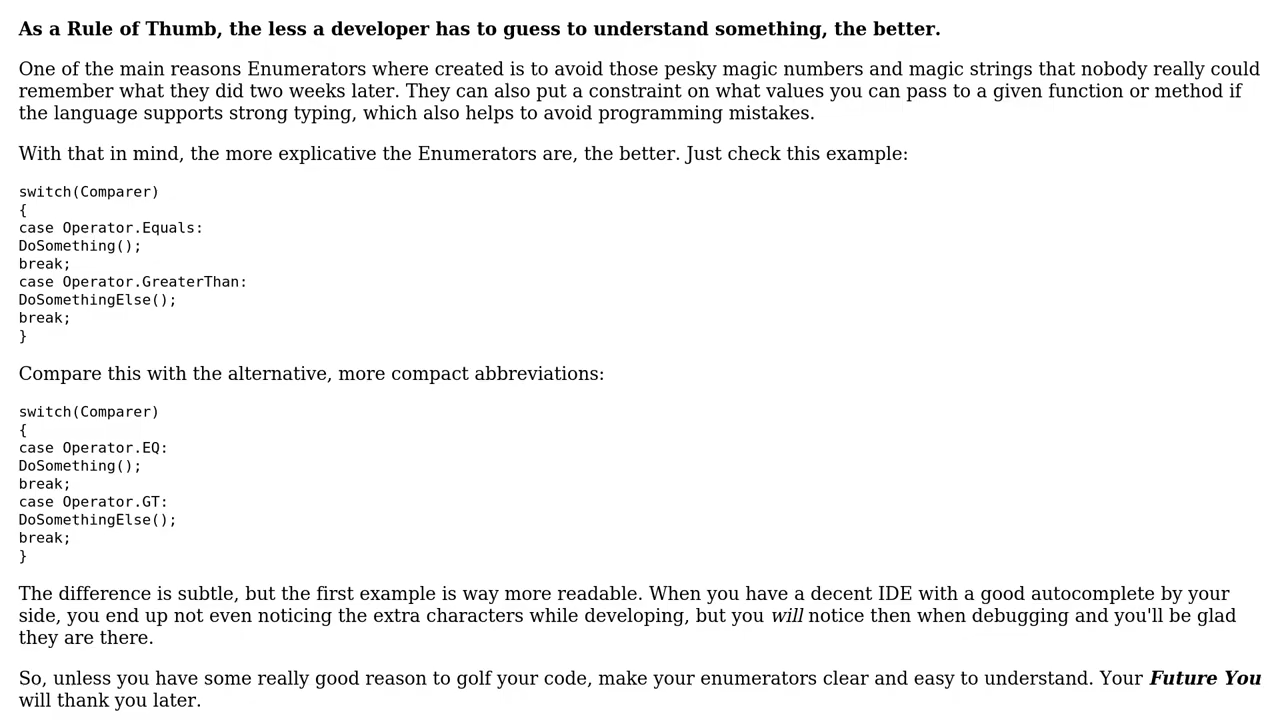 As a Rule of Thumb, the less a developer has to guess to understand something, the better.
One of the main reasons Enumerators where created is to avoid those pesky magic numbers and magic strings that nobody really could
remember what they did two weeks later. They can also put a constraint on what values you can pass to a given function or method if
the language supports strong typing, which also helps to avoid programming mistakes.
With that in mind, the more explicative the Enumerators are, the better. Just check this example:
switch(Comparer)
{
case Operator.Equals:
DoSomething();
break;
case Operator.GreaterThan:
DoSomethingElse();
break;
}
Compare this with the alternative, more compact abbreviations:
switch(Comparer)
{
case Operator.EQ:
DoSomething();
break;
case Operator.GT:
DoSomethingElse();
break;
}
The difference is subtle, but the first example is way more readable. When you have a decent IDE with a good autocomplete by your
side, you end up not even noticing the extra characters while developing, but you will notice then when debugging and you'll be glad
they are there.
So, unless you have some really good reason to golf your code, make your enumerators clear and easy to understand. Your Future You
will thank you later.